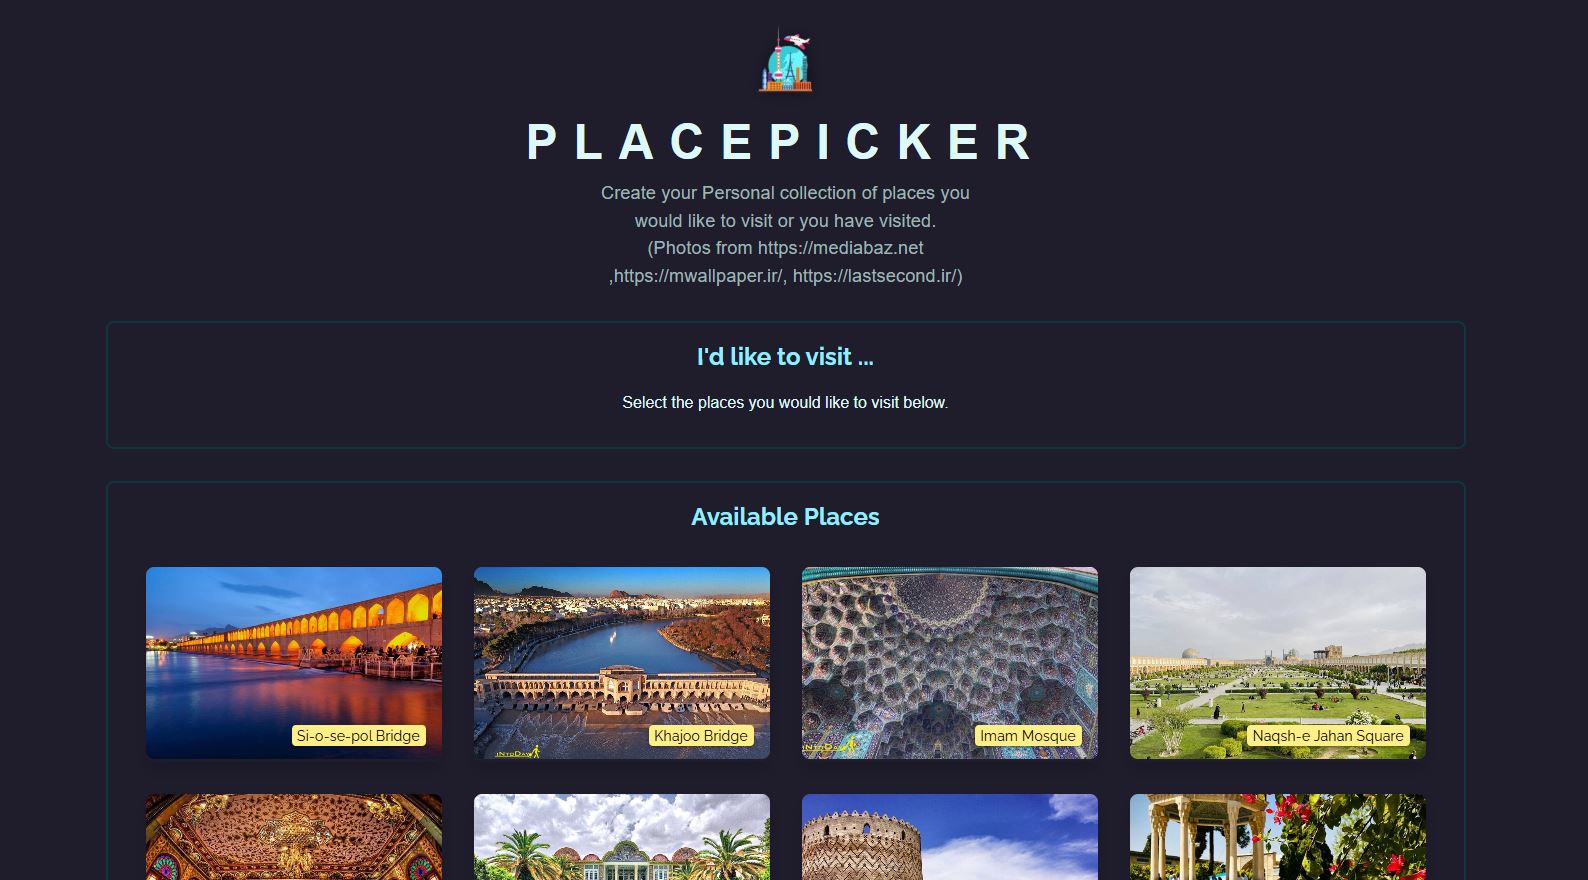 PLACEPICKER
Create your Personal collection of places you
would like to visit or you have visited.
(Photos from https://mediabaz.net
,https://mwallpaper.ir/, https://lastsecond.ir/)
I'd like to visit ...
Select the places you would like to visit below.
Available Places
Si-o-se-pol Bridge
Khajoo Bridge
Imam Mosque
Naqsh-e Jahan Square